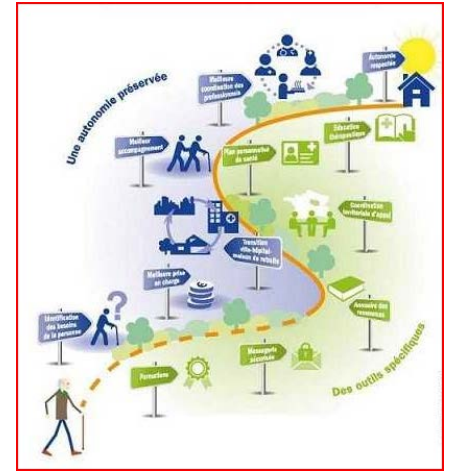 Une autonomie préservée
Autonomie
respectée
Meilleure
coordination des
professionnels
Education
thérapeutique
Meilleur
accompagnement
Plan personnalisé
de santé
Coordination
territoriale d'appui
Transition
ville-hôpital-
maison de retraite
Meilleure prise
en charge
Annuaire des
ressources
Identification
des besoins
de la personne
?
Messagerie
sécurisée
Formations
Des outils spécifiques